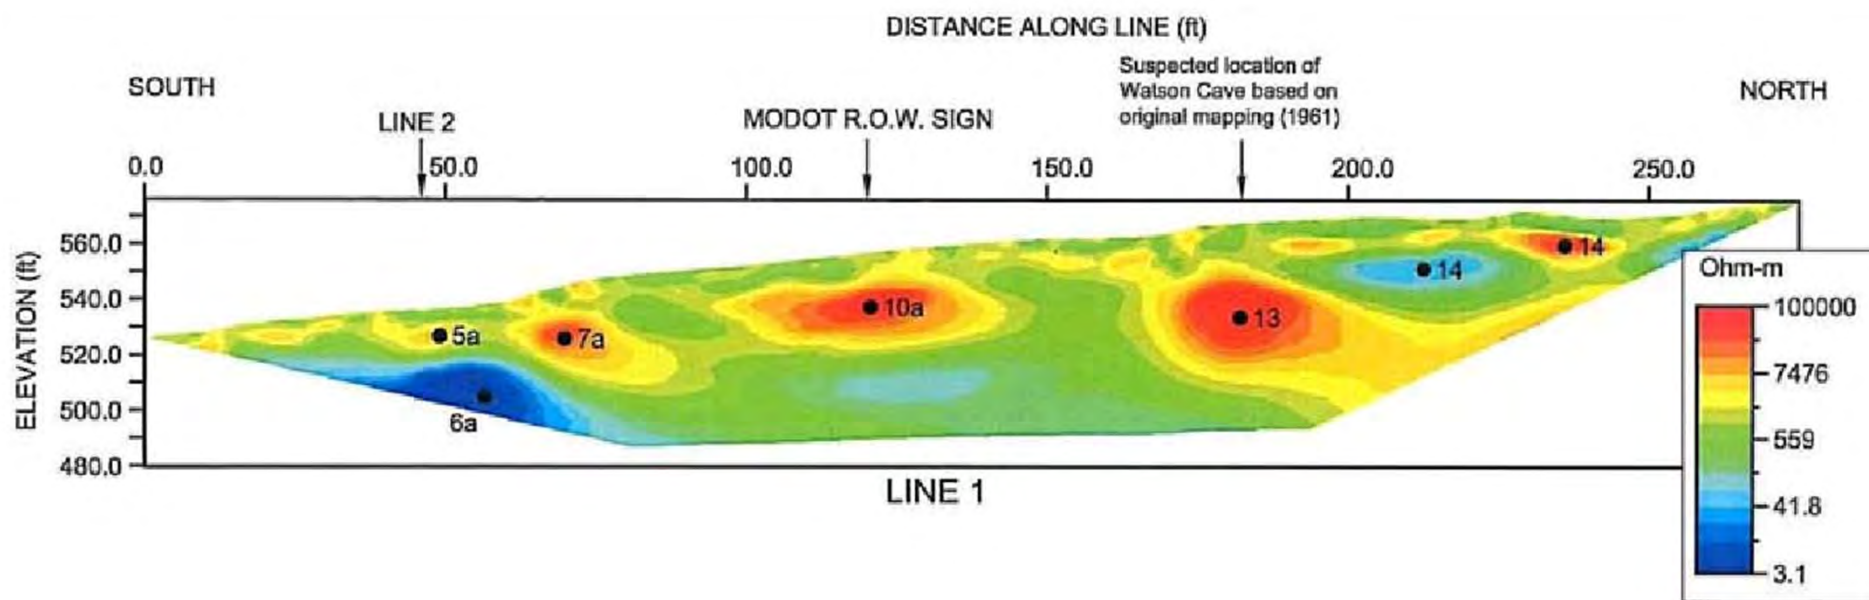 DISTANCE ALONG LINE (ft)
Suspected location of
SOUTH
Watson Cave based on
NORTH
LINE 2
MODOT R.O.W. SIGN
original mapping (1961)
0.0
50.0
100.0
150.0
200.0
250.0
ELEVATION (ft)
560.0
540.0
520.0
500.0
480.0
5a
6a
7a
10a
13
14
14
Ohm-m
100000
7476
559
41.8
3.1
LINE 1